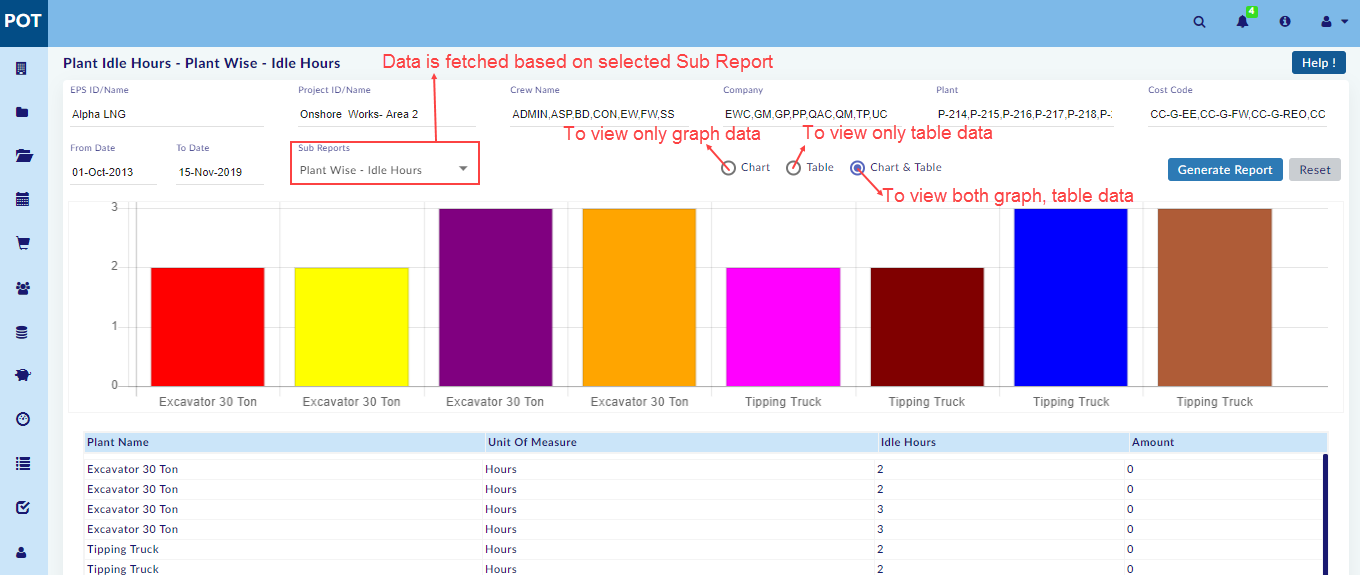 POT
4
Plant Idle Hours - Plant Wise - Idle Hours
Data is fetched based on selected Sub Report
Help !
EPS ID/Name
Project ID/Name
Crew Name
Company
Plant
Cost Code
Alpha LNG
Onshore Works- Area 2
ADMIN,ASP,BD,CON,EW,FW,SS
EWC,GM,GP,PP,QAC,QM,TP,UC
P-214,P-215,P-216,P-217,P-218,P-
CC-G-EE,CC-G-FW,CC-G-REO,CC
To view only graph data
To view only table data
From Date
To Date
Sub Reports
01-Oct-2013
15-Nov-2019
Plant Wise - Idle Hours
Chart
Table
Chart & Table
Generate Report
Reset
To view both graph, table data
3
2
1
0
Excavator 30 Ton
Excavator 30 Ton
Excavator 30 Ton
Excavator 30 Ton
Tipping Truck
Tipping Truck
Tipping Truck
Tipping Truck
Plant Name Unit Of Measure Idle Hours Amount
Excavator 30 Ton Hours 2 0
Excavator 30 Ton Hours 2 0
Excavator 30 Ton Hours 3 0
Excavator 30 Ton Hours 3 0
Tipping Truck Hours 2 0
Tipping Truck Hours 2 0